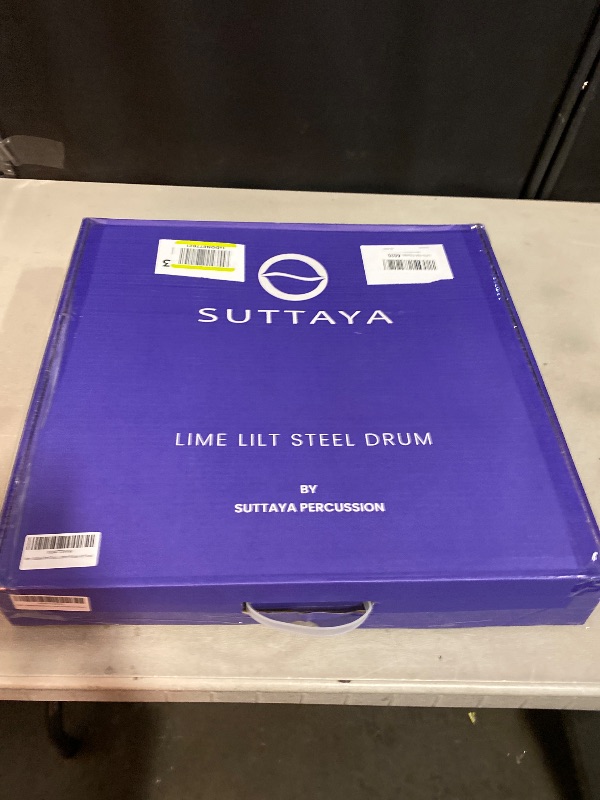 SUTTAYA
LIME LILT STEEL DRUM
BY
SUTTAYA PERCUSSION